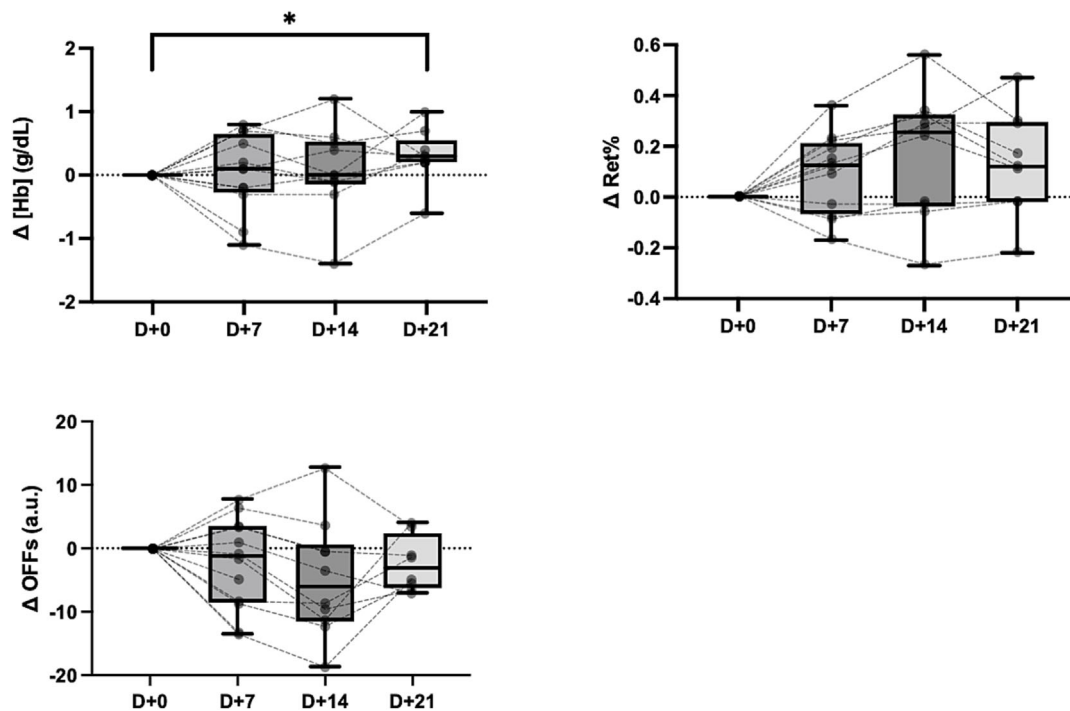 *
Δ [Hb] (g/dL)
2
1
0
-1
-2
D+0 D+7 D+14 D+21
Δ Ret%
0.6
0.4
0.2
0.0
-0.2
-0.4
D+0 D+7 D+14 D+21
Δ OFFs (a.u.)
20
10
0
-10
-20
D+0 D+7 D+14 D+21